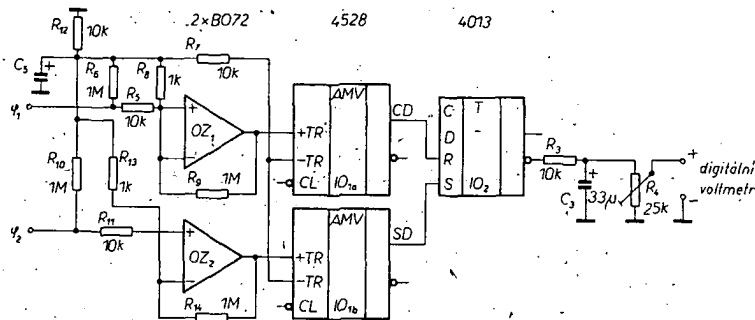 2×B072 4528 4013
R12 10k
C5 +
R6 1M
R8 1k
R7 10k
φ1
R5 10k
+
−
OZ1
R9 1M
AMV
+TR
−TR
CL IO1a
CD
C T
D
R
S IO2
R3 10k
+
C3 33μ
R4 25k
+
−
digitální
voltmetr
R10 1M
R13 1k
φ2
R11 10k
+
−
OZ2
R14 1M
AMV
+TR
−TR
CL IO1b
SD